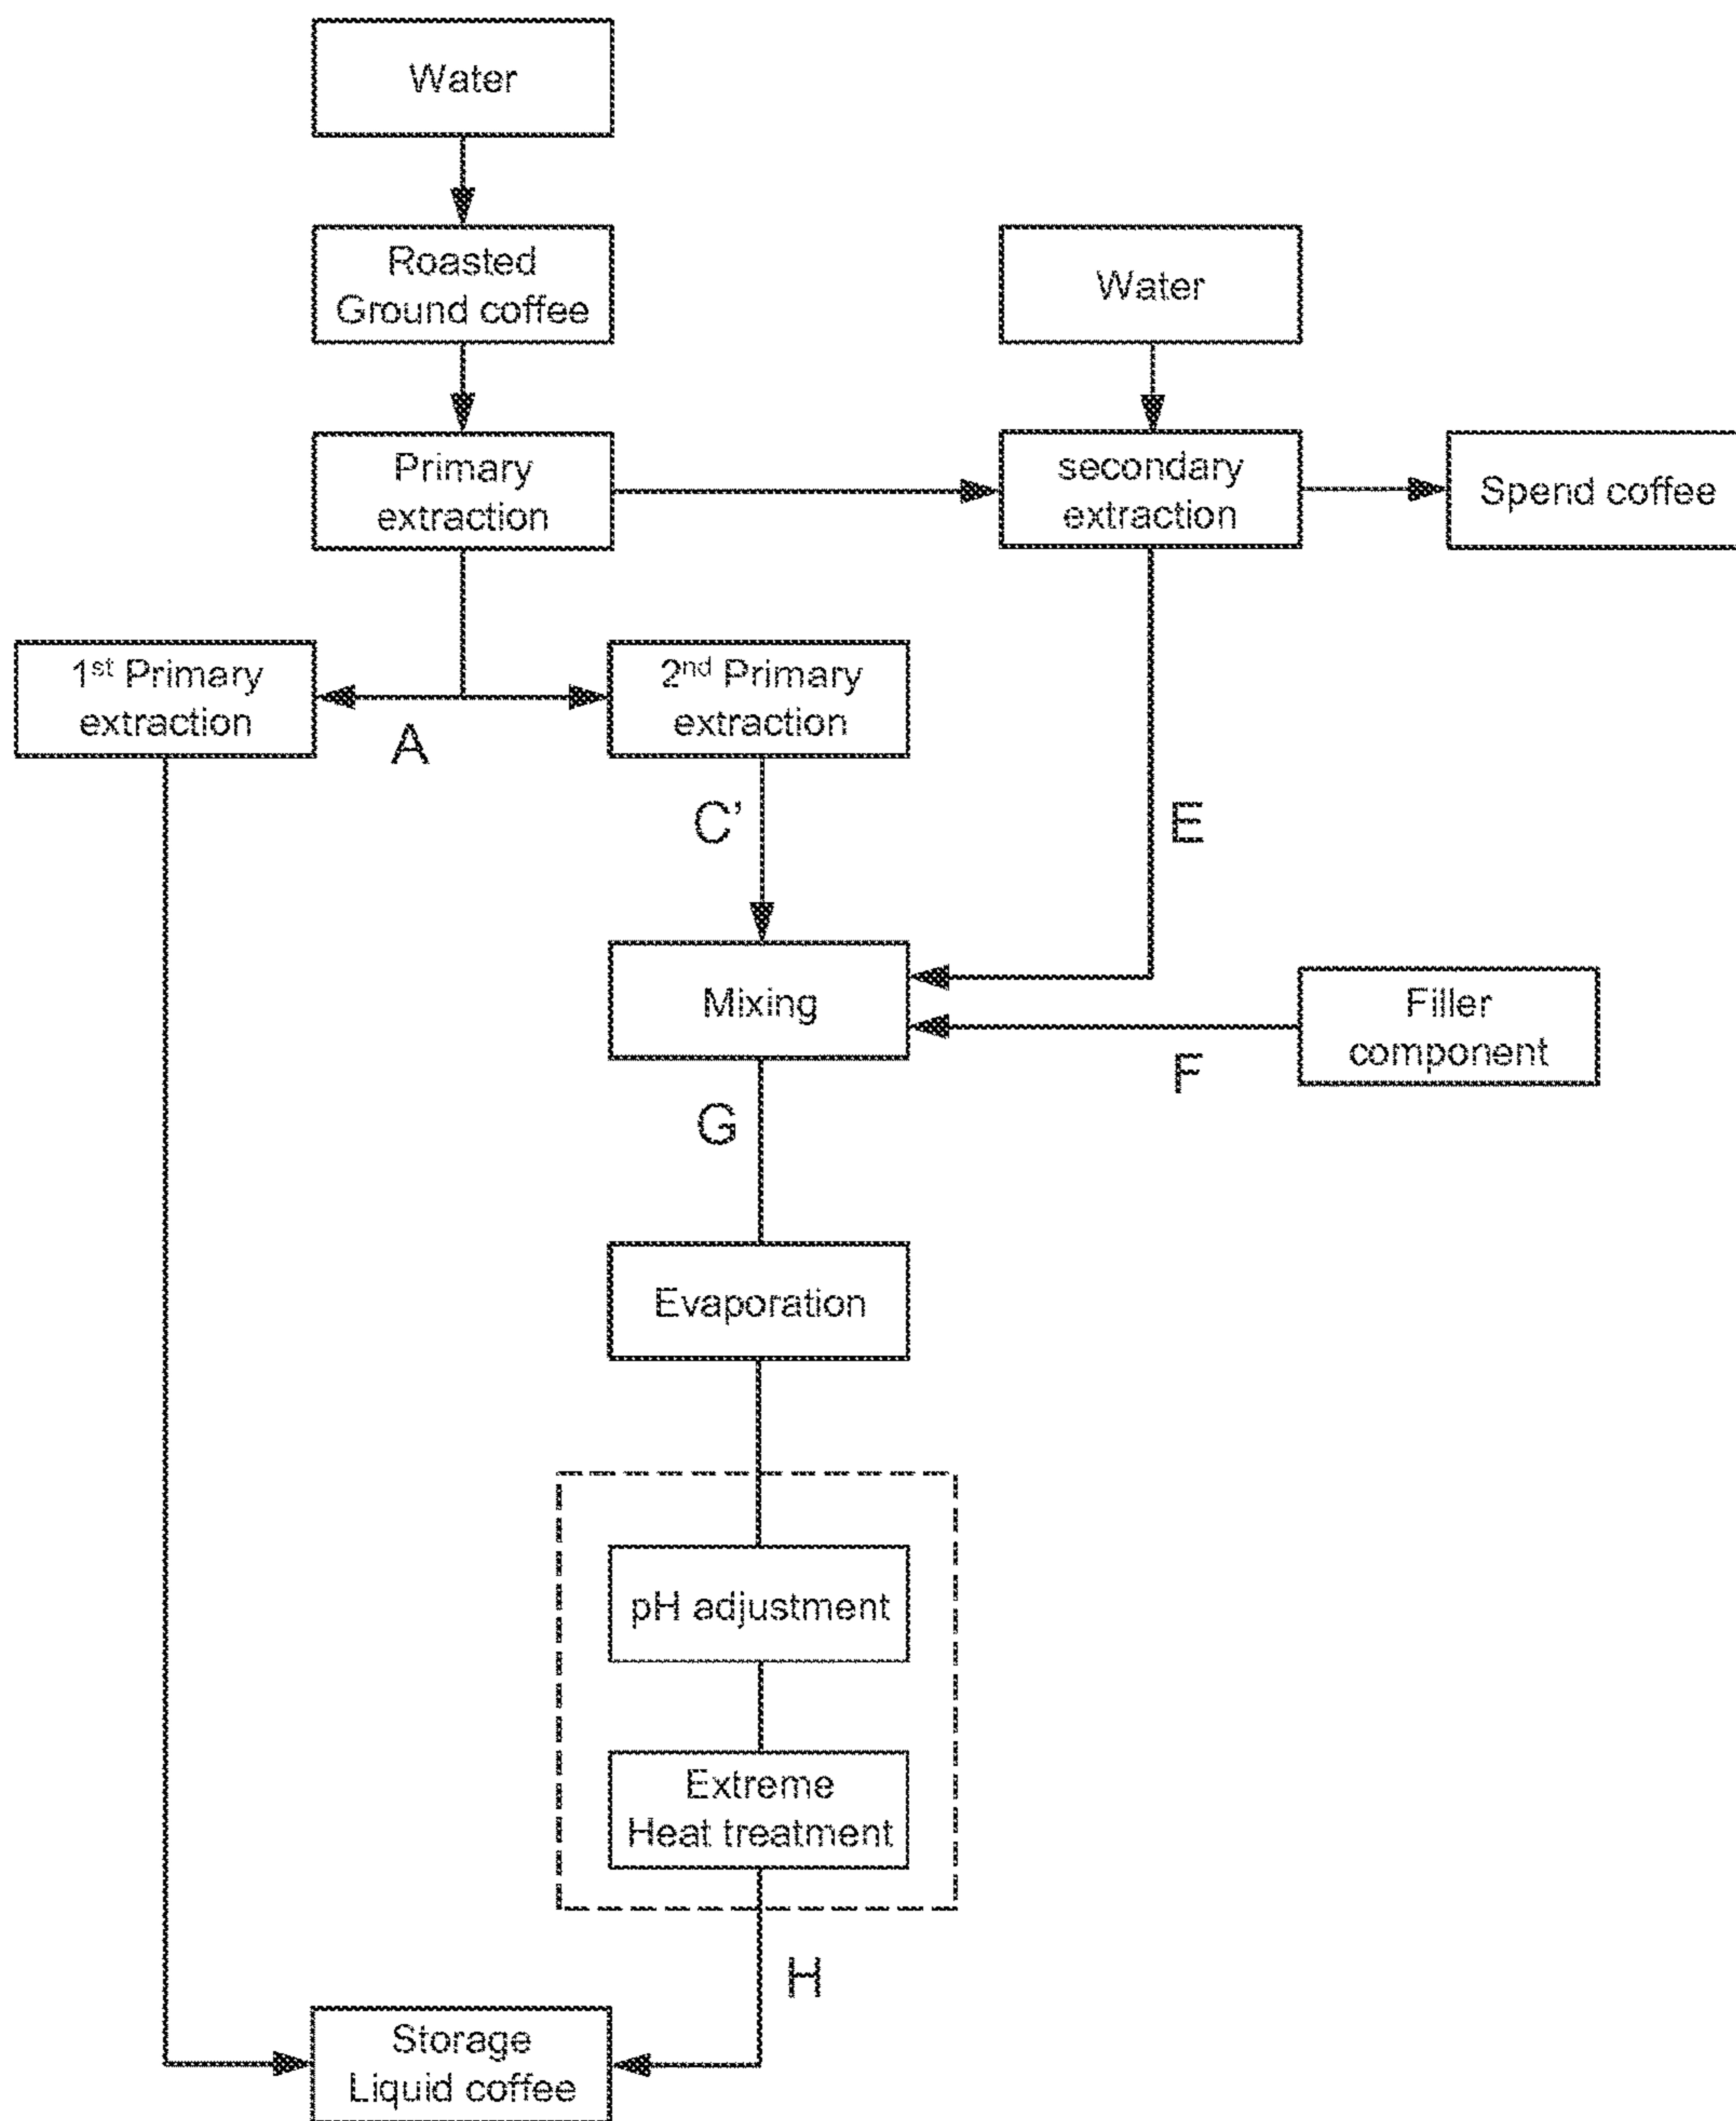 Water
Roasted
Ground coffee
Water
Primary
extraction
secondary
extraction
Spend coffee
1st Primary
extraction
A
2nd Primary
extraction
C’
E
Mixing
Filler
component
F
G
Evaporation
pH adjustment
Extreme
Heat treatment
H
Storage
Liquid coffee